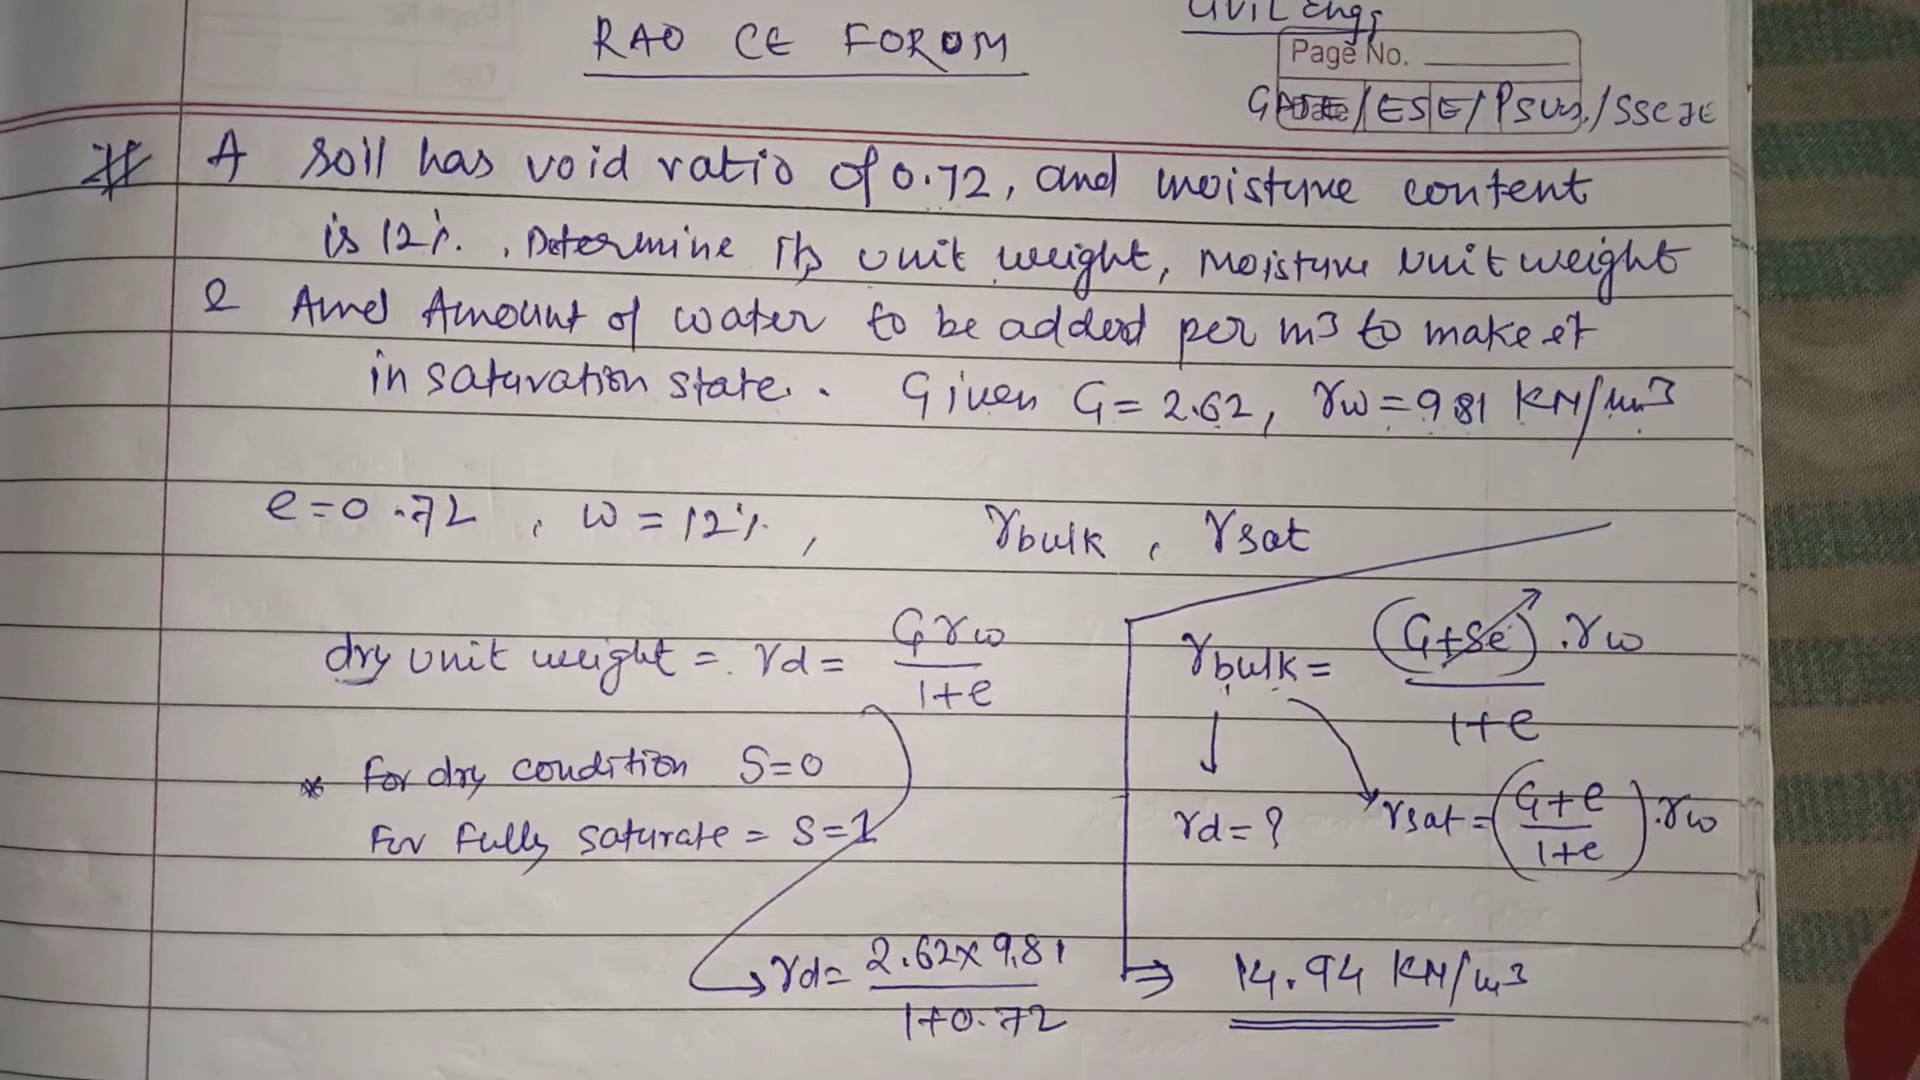 CIVIL Engg
RAO CE FOROM
Page No.
GATE/ESE/PSUs./SSCJE
# A soil has void ratio of 0.72, and moisture content
is 12%. . Determine its unit weight, Moisture unit weight
& Amd Amount of water to be added per m3 to make it
in saturation state. . Given G = 2.62, γw = 9.81 KN/m3
e = 0.72 , w = 12% , γbulk , γsat
dry unit weight = γd = Gγw / 1+e
γbulk = (G+Se) .γw / 1+e
* For dry condition S=0
For Fully saturate = S=1
γd = ?
γsat = (G+e / 1+e) .γw
γd = 2.62 x 9.81 / 1+0.72
⇒ 14.94 KN/m3